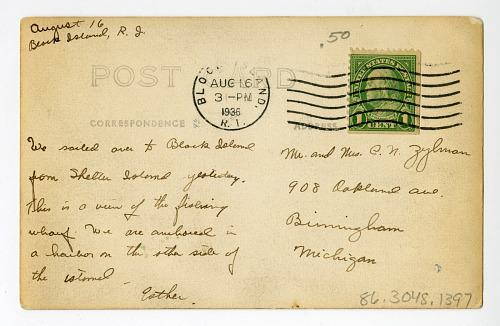 August 16
Block Island, R. I.
.50
POST CARD
BLOCK ISLAND,
AUG 16
3 - PM
1936
R. I.
UNITED STATES POSTAGE
1 CENT 1
CORRESPONDENCE
ADDRESS
We sailed over to Block Island
from Shelter Island yesterday.
This is a view of the fishing
wharf. We are anchored in
a harbor on the other side of
the island.
Esther.
Mr. and Mrs. C. N. Zylman
908 Oakland Ave.
Birmingham
Michigan
86.3048.1397